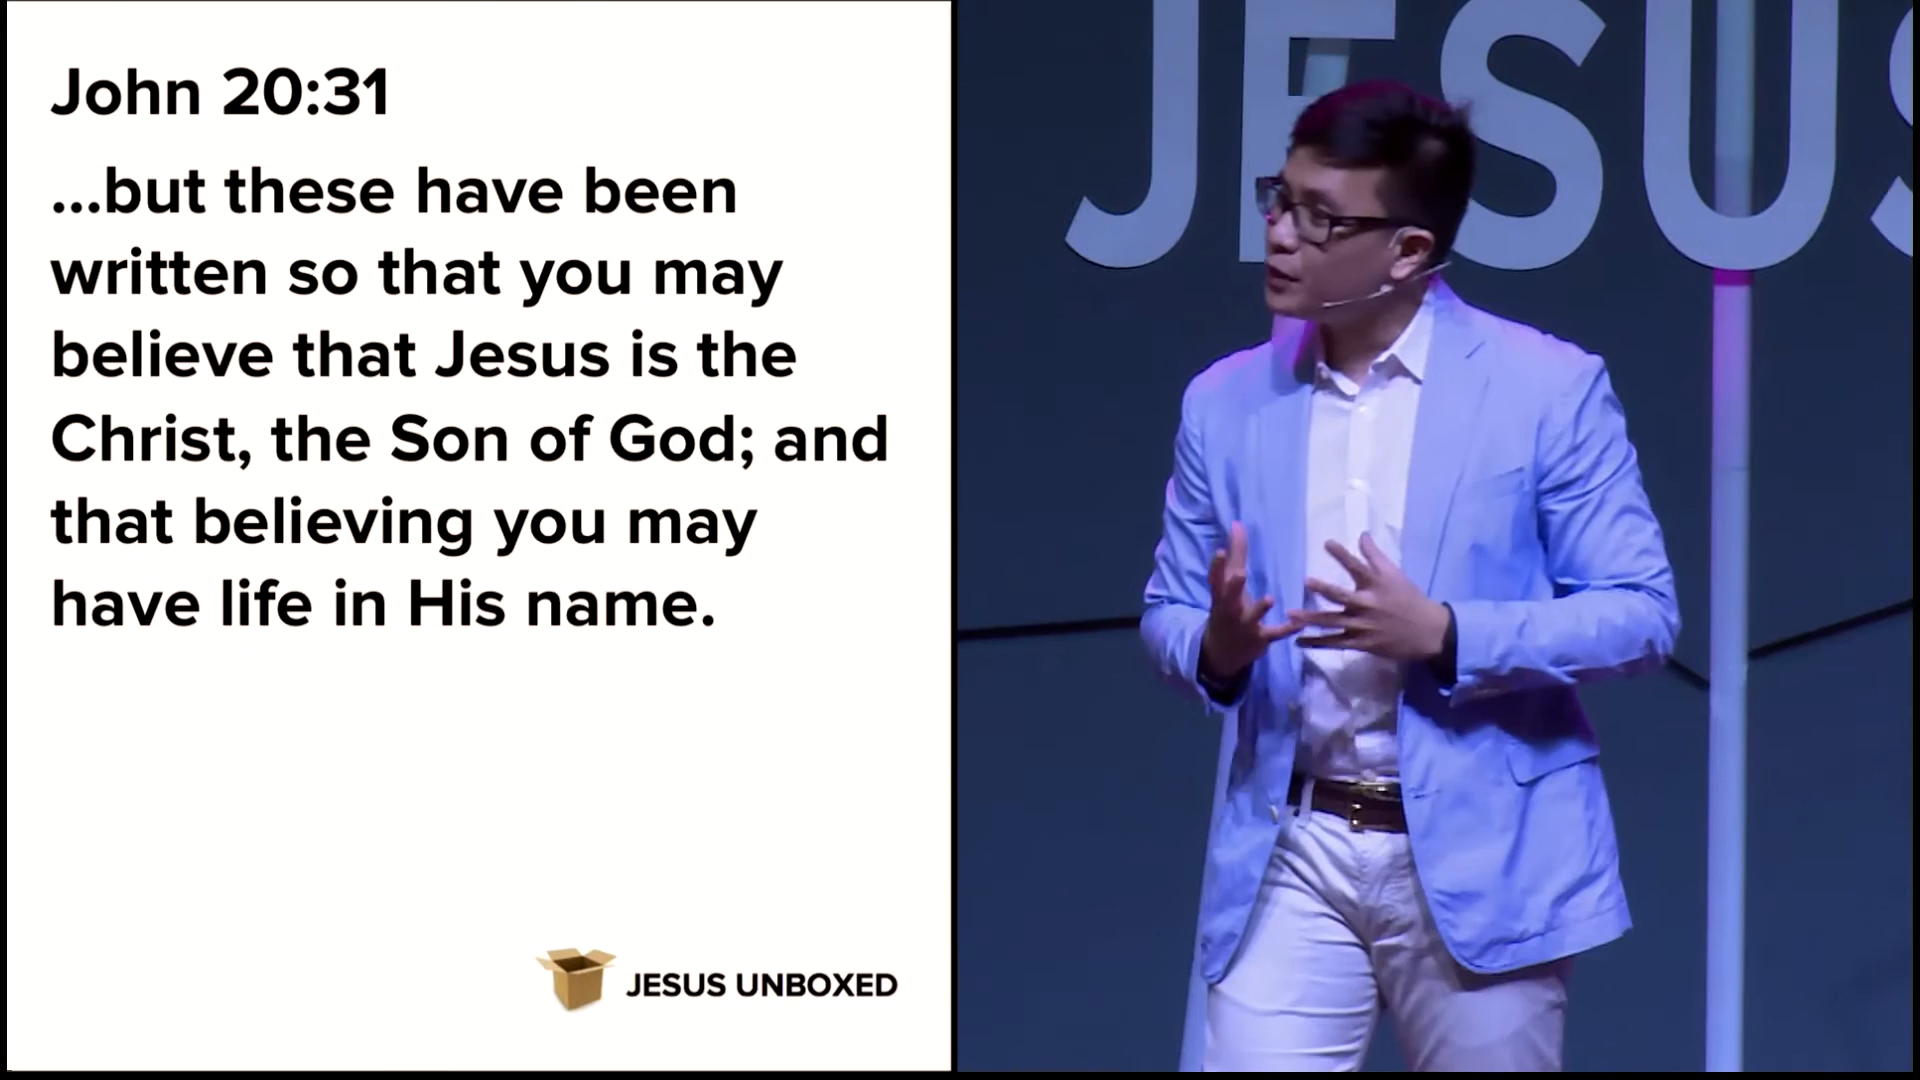 John 20:31
...but these have been
written so that you may
believe that Jesus is the
Christ, the Son of God; and
that believing you may
have life in His name.
JESUS UNBOXED
JESUS